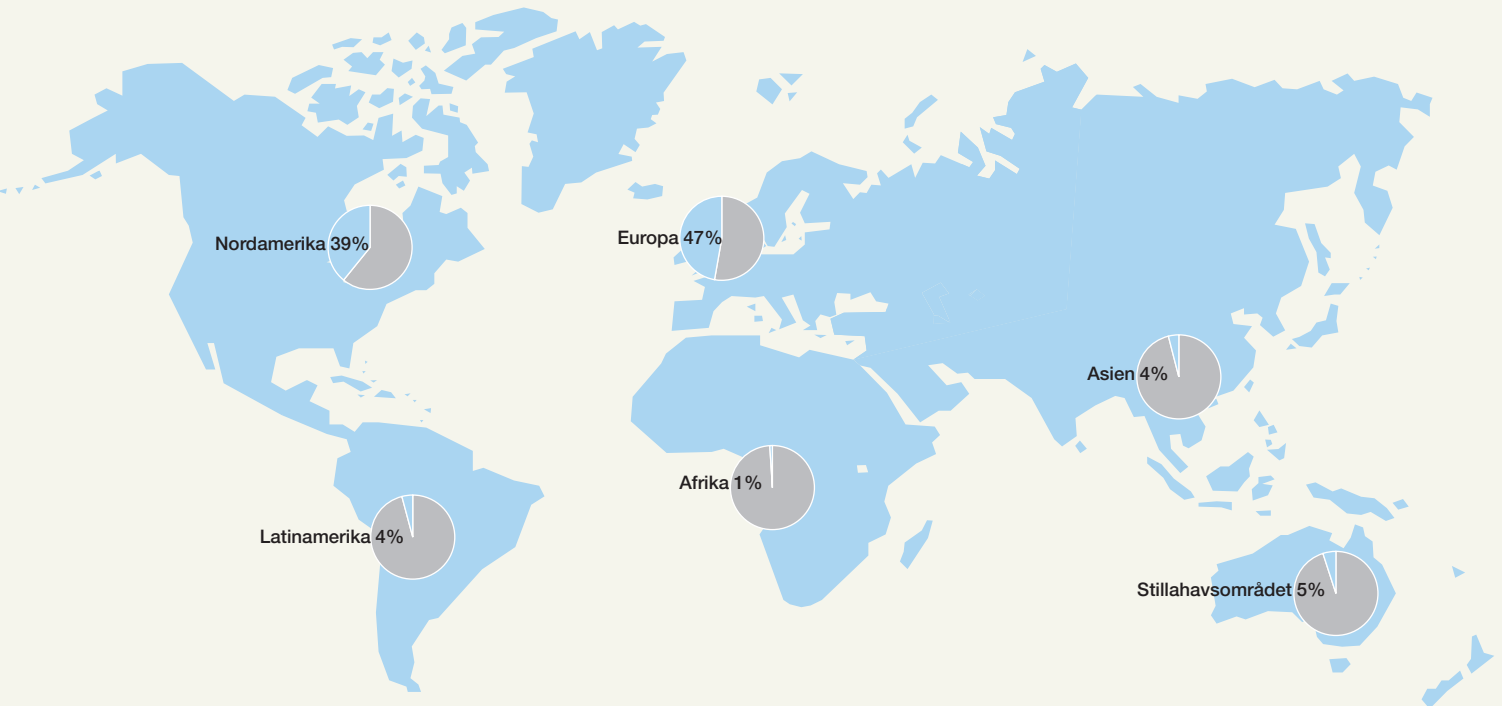 Nordamerika 39%
Europa 47%
Asien 4%
Afrika 1%
Latinamerika 4%
Stillahavsområdet 5%